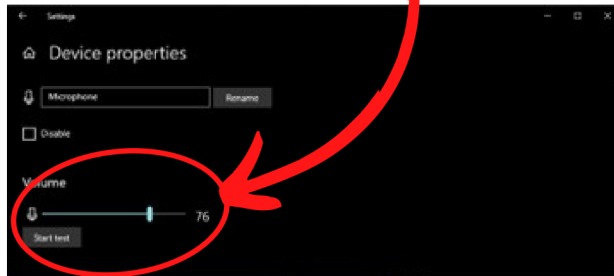 Settings
Device properties
Microphone
Rename
Disable
Volume
76
Start test